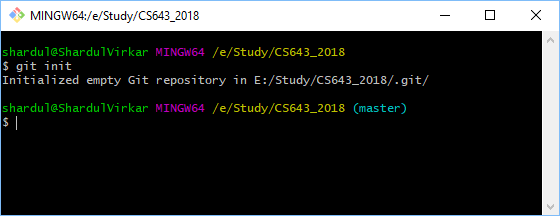 MINGW64:/e/Study/CS643_2018
shardul@ShardulVirkar MINGW64 /e/Study/CS643_2018
$ git init
Initialized empty Git repository in E:/Study/CS643_2018/.git/
shardul@ShardulVirkar MINGW64 /e/Study/CS643_2018 (master)
$